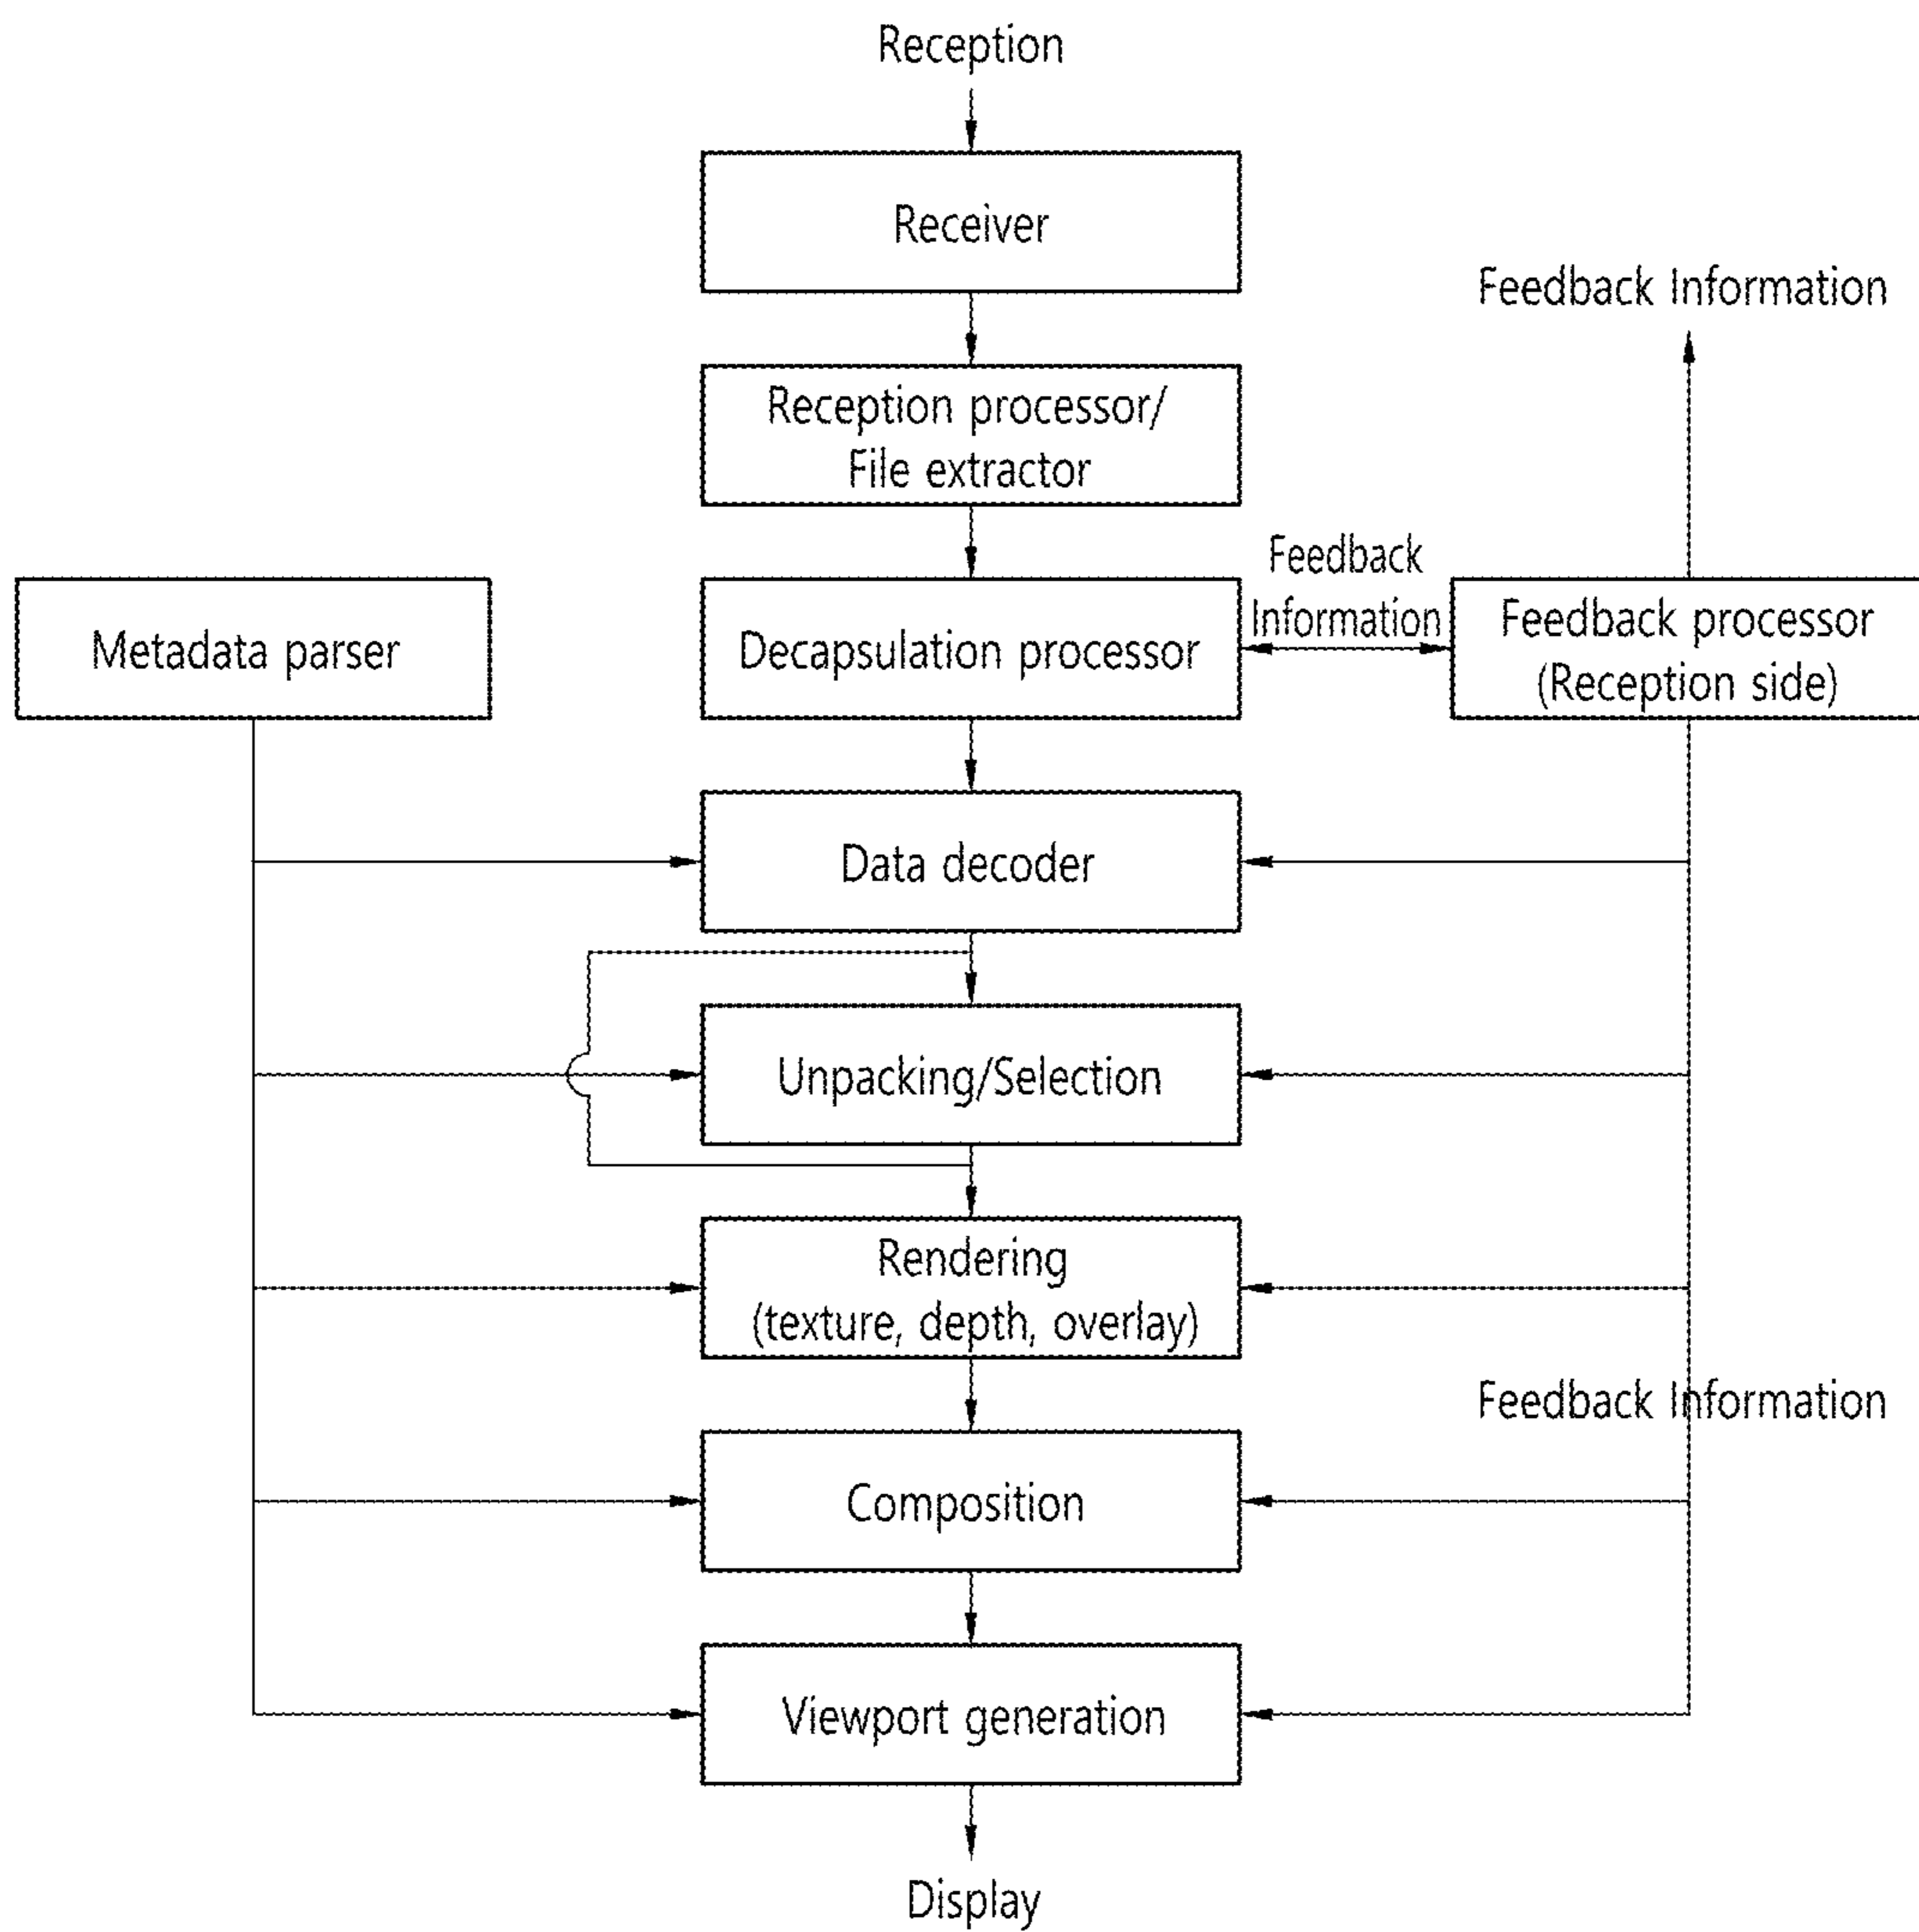 Reception
Receiver
Feedback Information
Reception processor/
File extractor
Feedback
Information
Metadata parser
Decapsulation processor
Feedback processor
(Reception side)
Data decoder
Unpacking/Selection
Rendering
(texture, depth, overlay)
Feedback Information
Composition
Viewport generation
Display